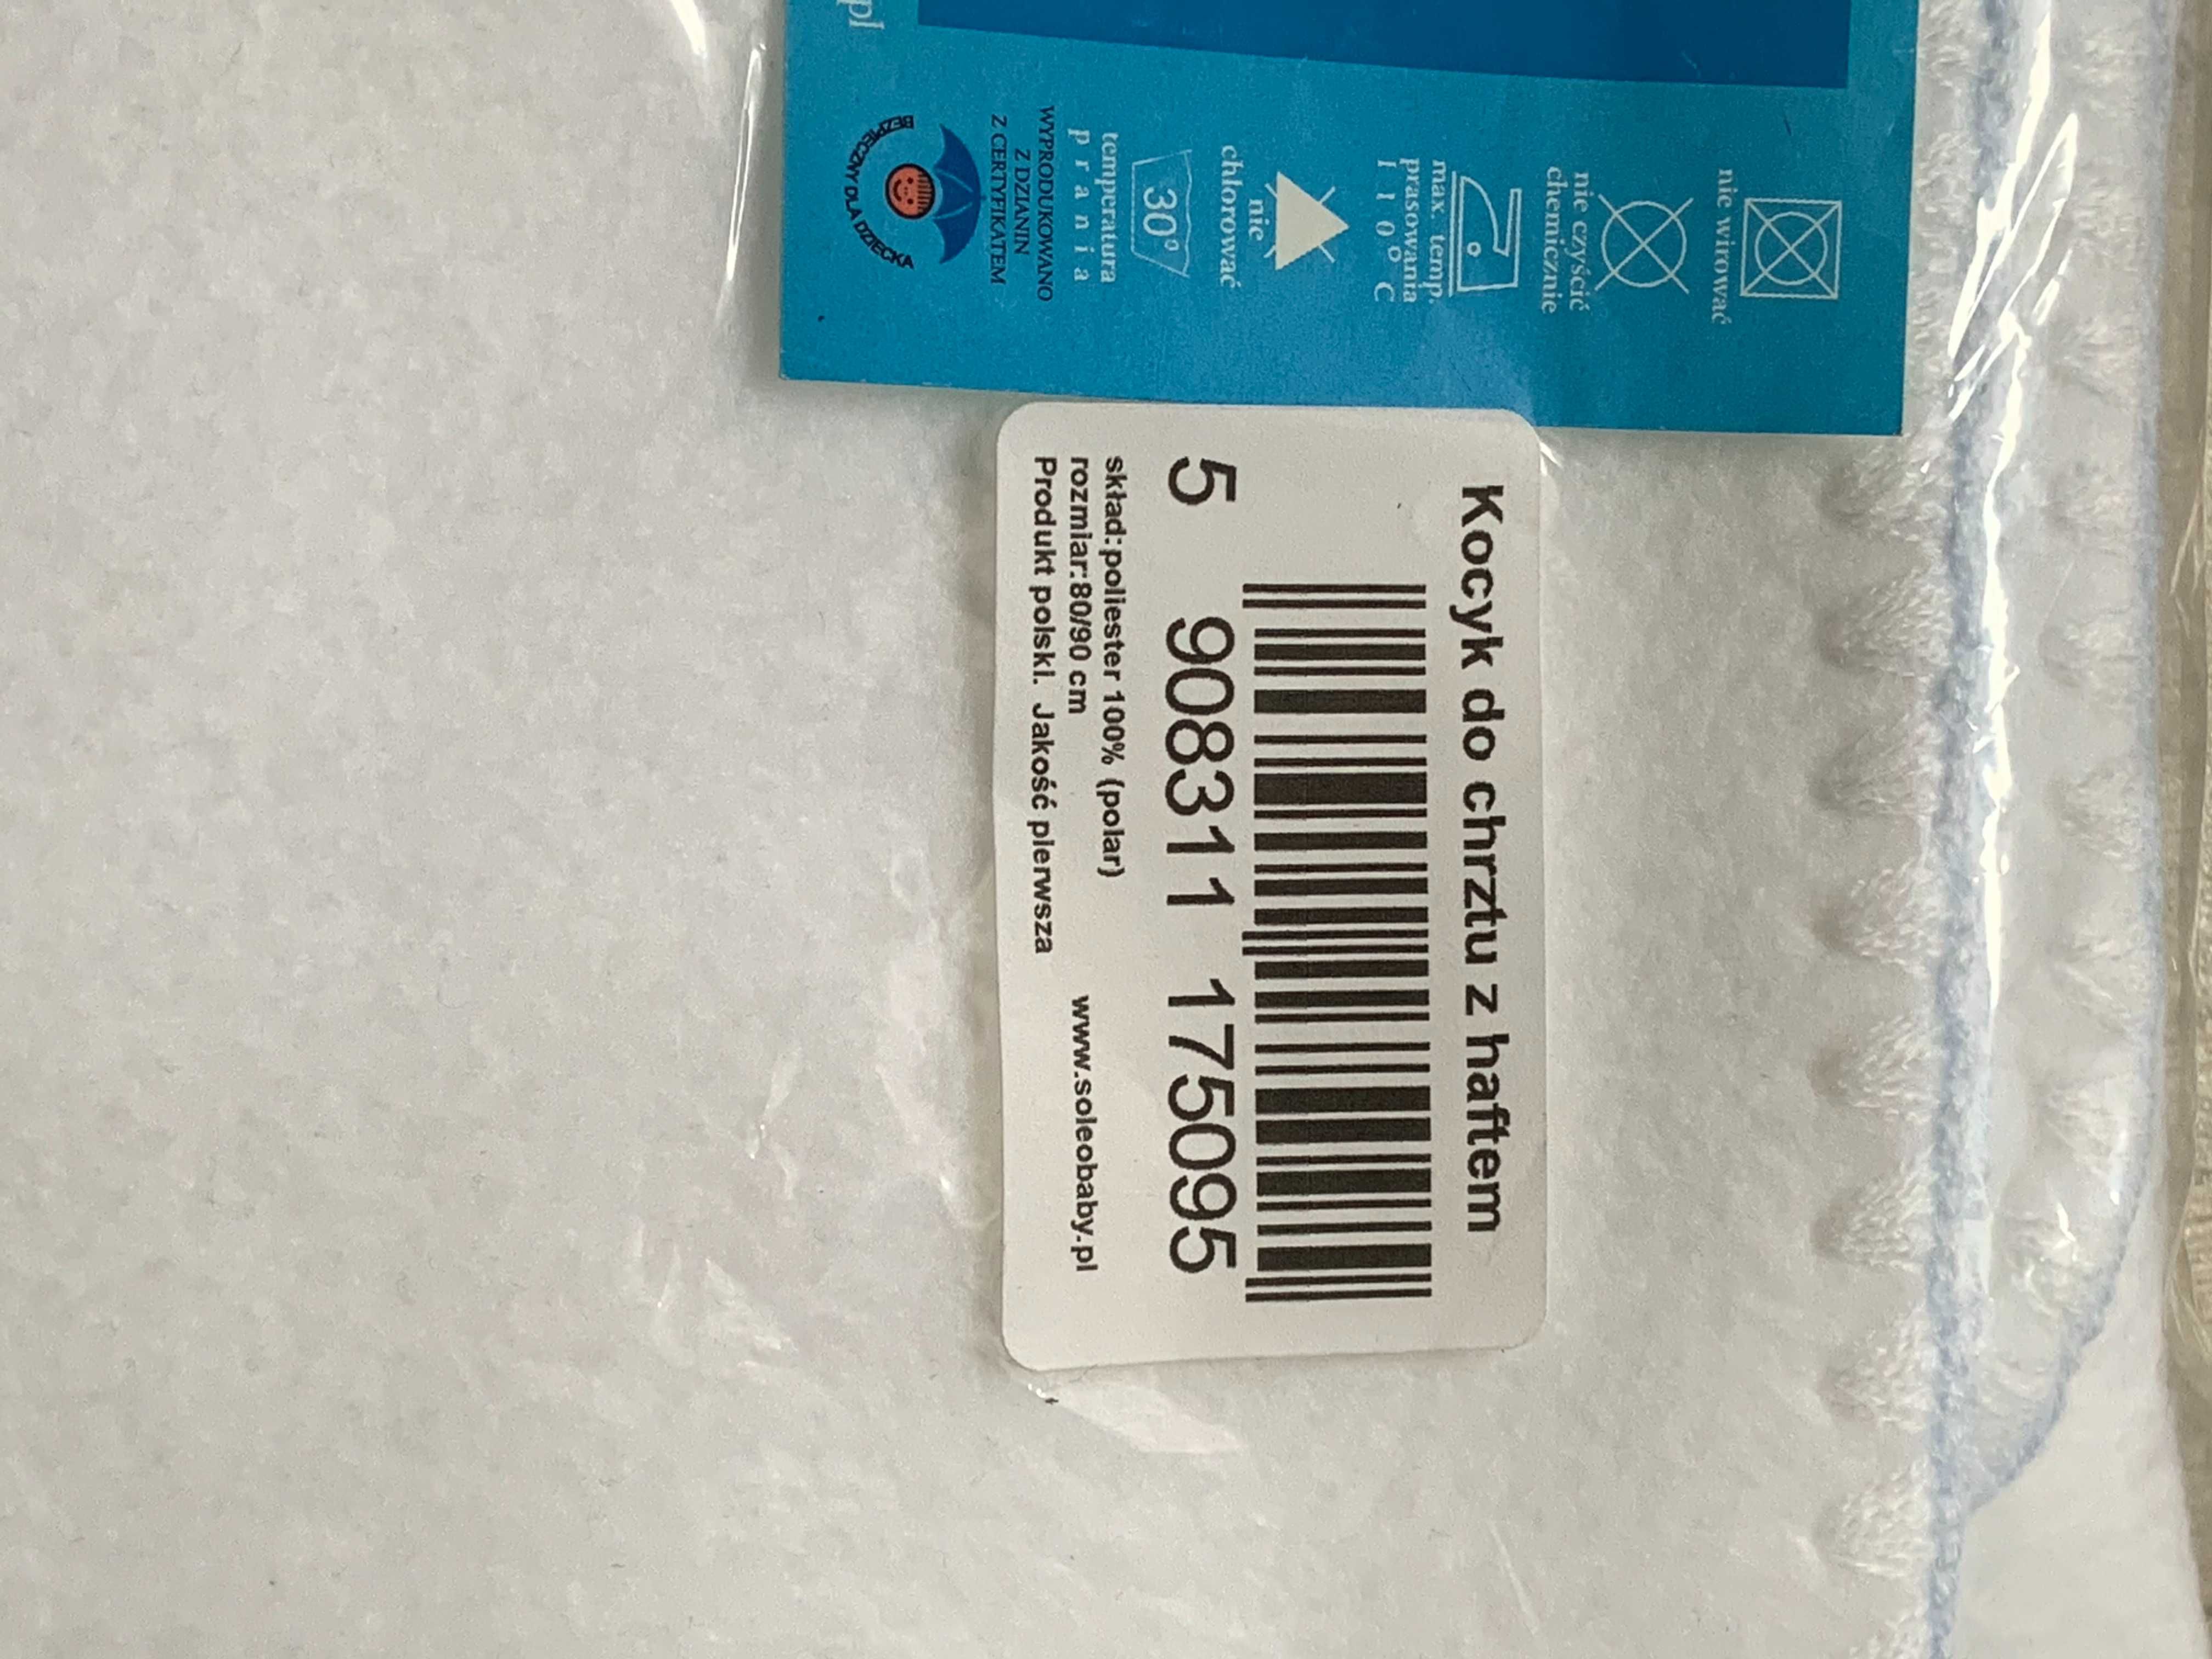 Kocyk do chrztu z haftem
5 908311 175095
skład:poliester 100% (polar)
rozmiar:80/90 cm
www.soleobaby.pl
Produkt polski. Jakość pierwsza
nie wirować
nie czyścić
chemicznie
max. temp.
prasowania
110°C
nie
chlorować
30°
temperatura
prania
WYPRODUKOWANO
Z DZIANIN
Z CERTYFIKATEM
BEZPIECZNY DLA DZIECKA
pl